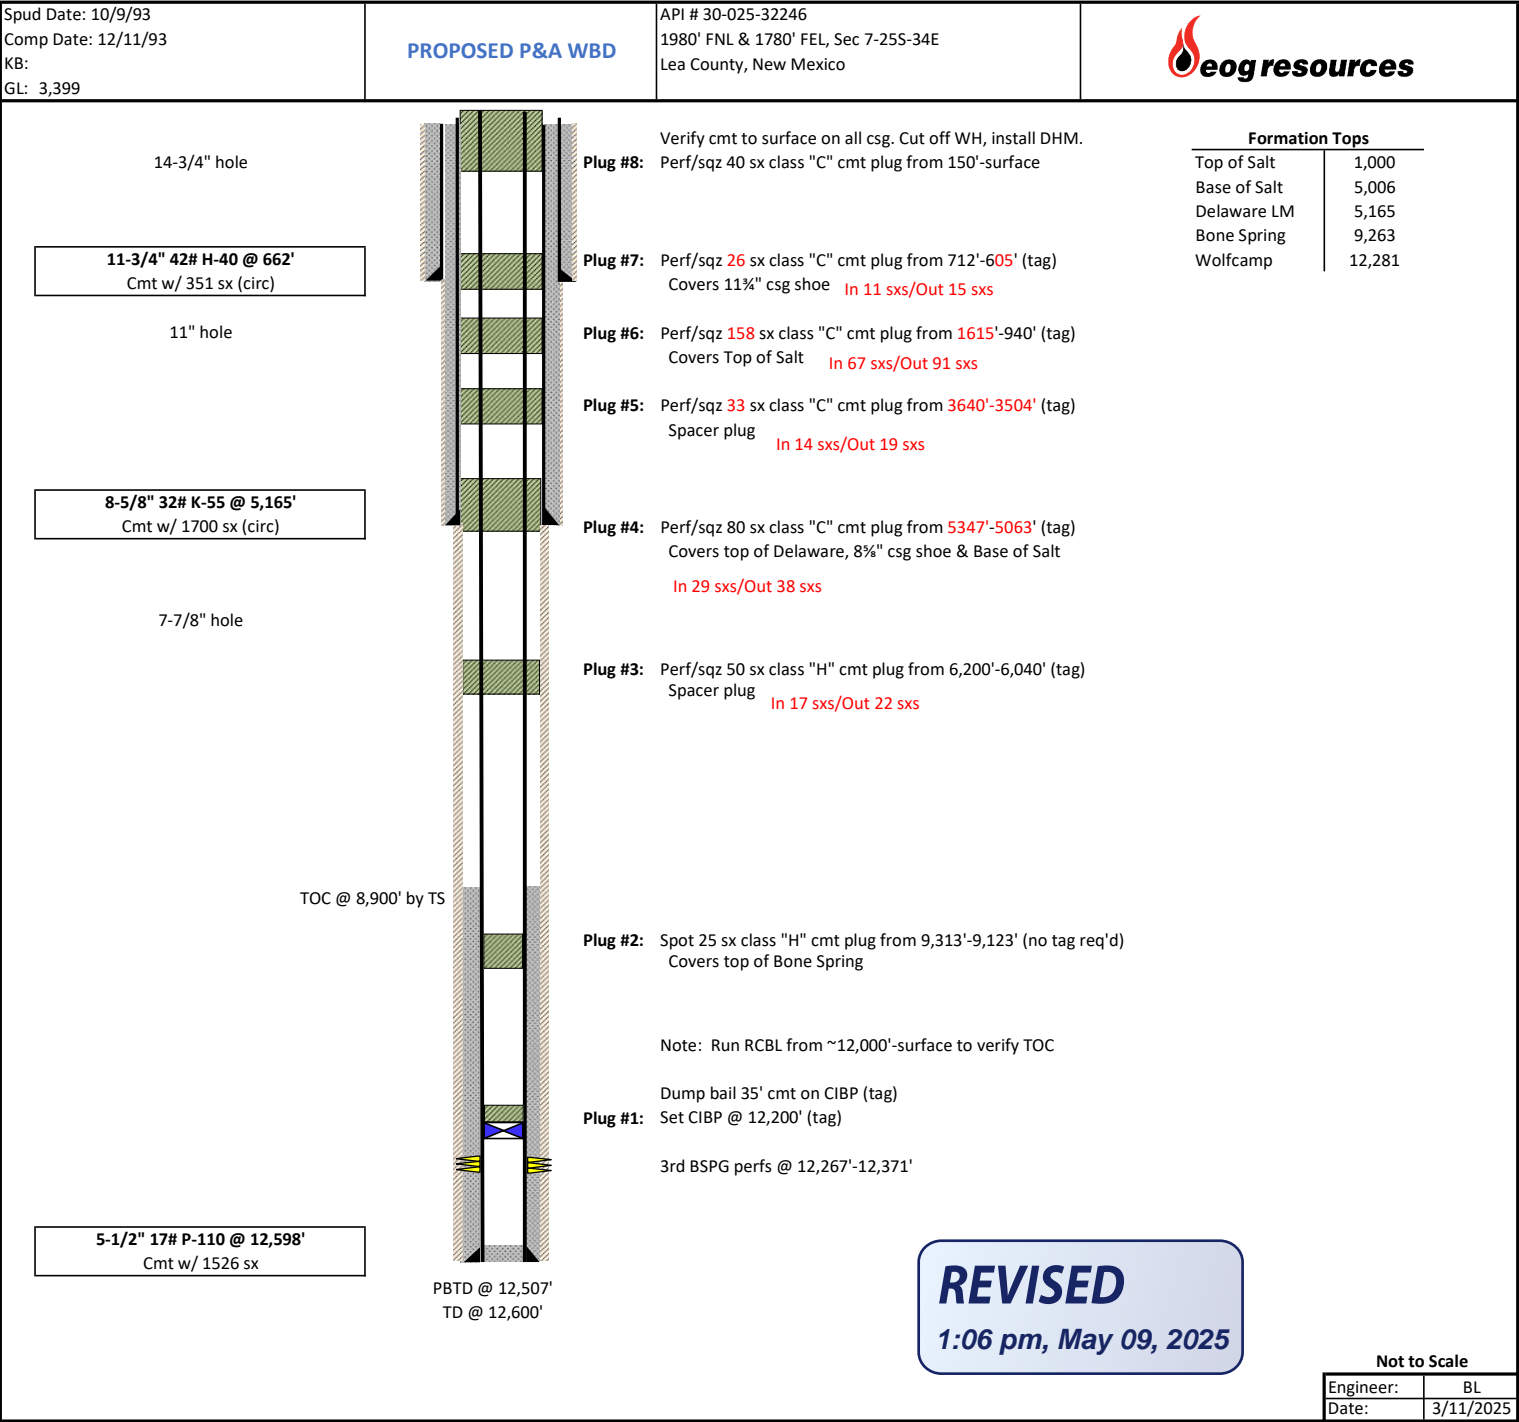 Spud Date: 10/9/93
Comp Date: 12/11/93
KB:
GL: 3,399
PROPOSED P&A WBD
API # 30-025-32246
1980' FNL & 1780' FEL, Sec 7-25S-34E
Lea County, New Mexico
eog resources
Verify cmt to surface on all csg. Cut off WH, install DHM.
14-3/4" hole
Plug #8: Perf/sqz 40 sx class "C" cmt plug from 150'-surface
Formation Tops
Top of Salt 1,000
Base of Salt 5,006
Delaware LM 5,165
Bone Spring 9,263
Wolfcamp 12,281
11-3/4" 42# H-40 @ 662'
Cmt w/ 351 sx (circ)
Plug #7: Perf/sqz 26 sx class "C" cmt plug from 712'-605' (tag)
Covers 11¾" csg shoe In 11 sxs/Out 15 sxs
11" hole
Plug #6: Perf/sqz 158 sx class "C" cmt plug from 1615'-940' (tag)
Covers Top of Salt In 67 sxs/Out 91 sxs
Plug #5: Perf/sqz 33 sx class "C" cmt plug from 3640'-3504' (tag)
Spacer plug In 14 sxs/Out 19 sxs
8-5/8" 32# K-55 @ 5,165'
Cmt w/ 1700 sx (circ)
Plug #4: Perf/sqz 80 sx class "C" cmt plug from 5347'-5063' (tag)
Covers top of Delaware, 8⅝" csg shoe & Base of Salt
In 29 sxs/Out 38 sxs
7-7/8" hole
Plug #3: Perf/sqz 50 sx class "H" cmt plug from 6,200'-6,040' (tag)
Spacer plug In 17 sxs/Out 22 sxs
TOC @ 8,900' by TS
Plug #2: Spot 25 sx class "H" cmt plug from 9,313'-9,123' (no tag req'd)
Covers top of Bone Spring
Note: Run RCBL from ~12,000'-surface to verify TOC
Dump bail 35' cmt on CIBP (tag)
Plug #1: Set CIBP @ 12,200' (tag)
3rd BSPG perfs @ 12,267'-12,371'
5-1/2" 17# P-110 @ 12,598'
Cmt w/ 1526 sx
PBTD @ 12,507'
TD @ 12,600'
REVISED
1:06 pm, May 09, 2025
Not to Scale
Engineer: BL
Date: 3/11/2025